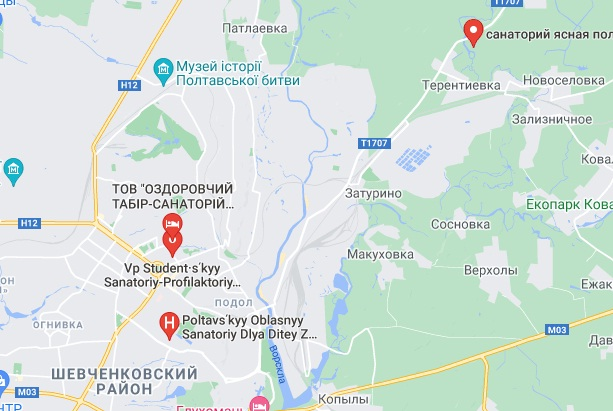 T1707
Патлаевка
санаторий ясная пол
Музей історії
Полтавської битви
H12
Терентиевка
Новоселовка
Зализничное
T1707
Кова
ТОВ "ОЗДОРОВЧИЙ
ТАБІР-САНАТОРІЙ...
Затурино
Екопарк Кова
H12
Сосновка
Vp Student·s´kyy
Sanatoriy-Profilaktoriy...
Макуховка
Верхолы
ПОДОЛ
Poltavs´kyy Oblasnyy
Sanatoriy Dlya Ditey Z...
ОГНИВКА
M03
Дав
Ворскла
ШЕВЧЕНКОВСКИЙ
РАЙОН
M03
Копылы